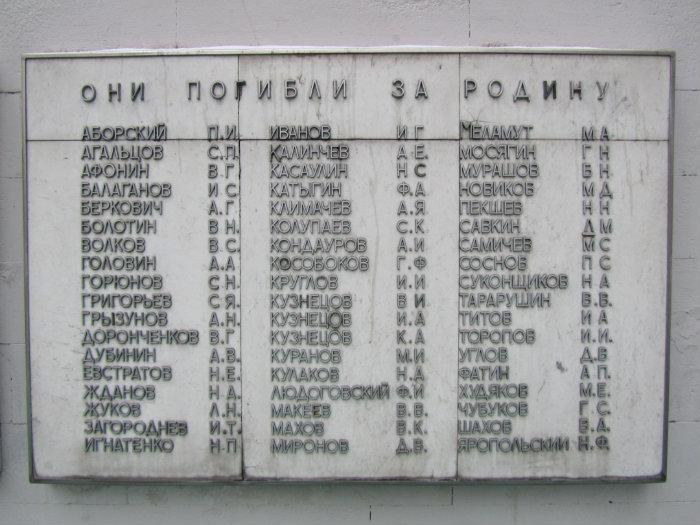 ОНИ ПОГИБЛИ ЗА РОДИНУ
АБОРСКИЙ П.И.
АГАЛЬЦОВ С.П.
АФОНИН В.Г.
БАЛАГАНОВ И С
БЕРКОВИЧ А.Г.
БОЛОТИН В Н.
ВОЛКОВ В.С.
ГОЛОВИН А.А
ГОРЮНОВ С Н.
ГРИГОРЬЕВ С Я.
ГРЫЗУНОВ А.Н.
ДОРОНЧЕНКОВ В.Г
ДУБИНИН А.В.
ЕВСТРАТОВ Н.Е.
ЖДАНОВ Н А.
ЖУКОВ Л.Н.
ЗАГОРОДНЕВ И.Т.
ИГНАТЕНКО Н П
ИВАНОВ И Г
КАЛИНЧЕВ А Е.
КАСАУЛИН Н С
КАТЫГИН Ф.А
КЛИМАЧЕВ А.Я
КОЛУПАЕВ С.К.
КОНДАУРОВ А.И
КОСОБОКОВ Г.Ф
КРУГЛОВ И.И
КУЗНЕЦОВ В И
КУЗНЕЦОВ И.А
КУЗНЕЦОВ К.А
КУРАНОВ М.И
КУЛАКОВ Н.А
ЛЮДОГОВСКИЙ Ф.И
МАКЕЕВ В.В.
МАХОВ В.К.
МИРОНОВ Д.В.
МЕЛАМУТ М А
МОСЯГИН Г Н
МУРАШОВ Б Н.
НОВИКОВ М Д
ПЕКШЕВ Н Н
САВКИН Д М
САМИЧЕВ М С
СОСНОВ П С
СУКОНЩИКОВ Н А
ТАРАРУШИН В.В.
ТИТОВ И А
ТОРОПОВ И.И.
УГЛОВ Д.В
ФАТИН А П.
ХУДЯКОВ М.Е.
ЧУБУКОВ Г.С.
ШАХОВ В.А.
ЯРОПОЛЬСКИЙ Н.Ф.